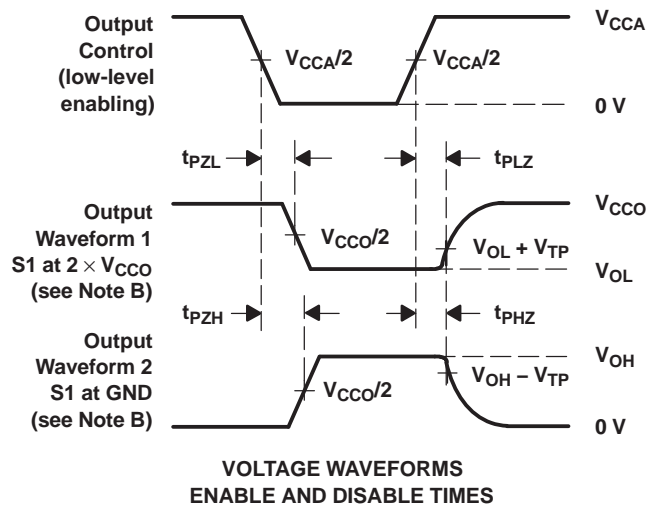 Output
Control
(low-level
enabling)
V_CCA/2
V_CCA/2
V_CCA
0 V
t_PZL
t_PLZ
Output
Waveform 1
S1 at 2 × V_CCO
(see Note B)
V_CCO/2
V_CCO
V_OL + V_TP
V_OL
t_PZH
t_PHZ
Output
Waveform 2
S1 at GND
(see Note B)
V_CCO/2
V_OH
V_OH − V_TP
0 V
VOLTAGE WAVEFORMS
ENABLE AND DISABLE TIMES